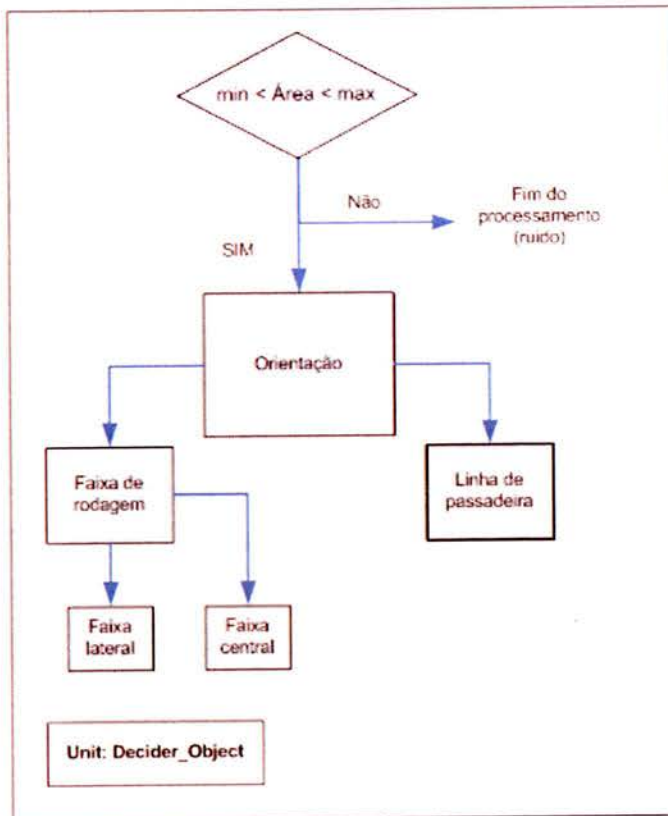 min < Área < max
Não
Fim do
processamento
(ruido)
SIM
Orientação
Faixa de
rodagem
Linha de
passadeira
Faixa
lateral
Faixa
central
Unit: Decider_Object